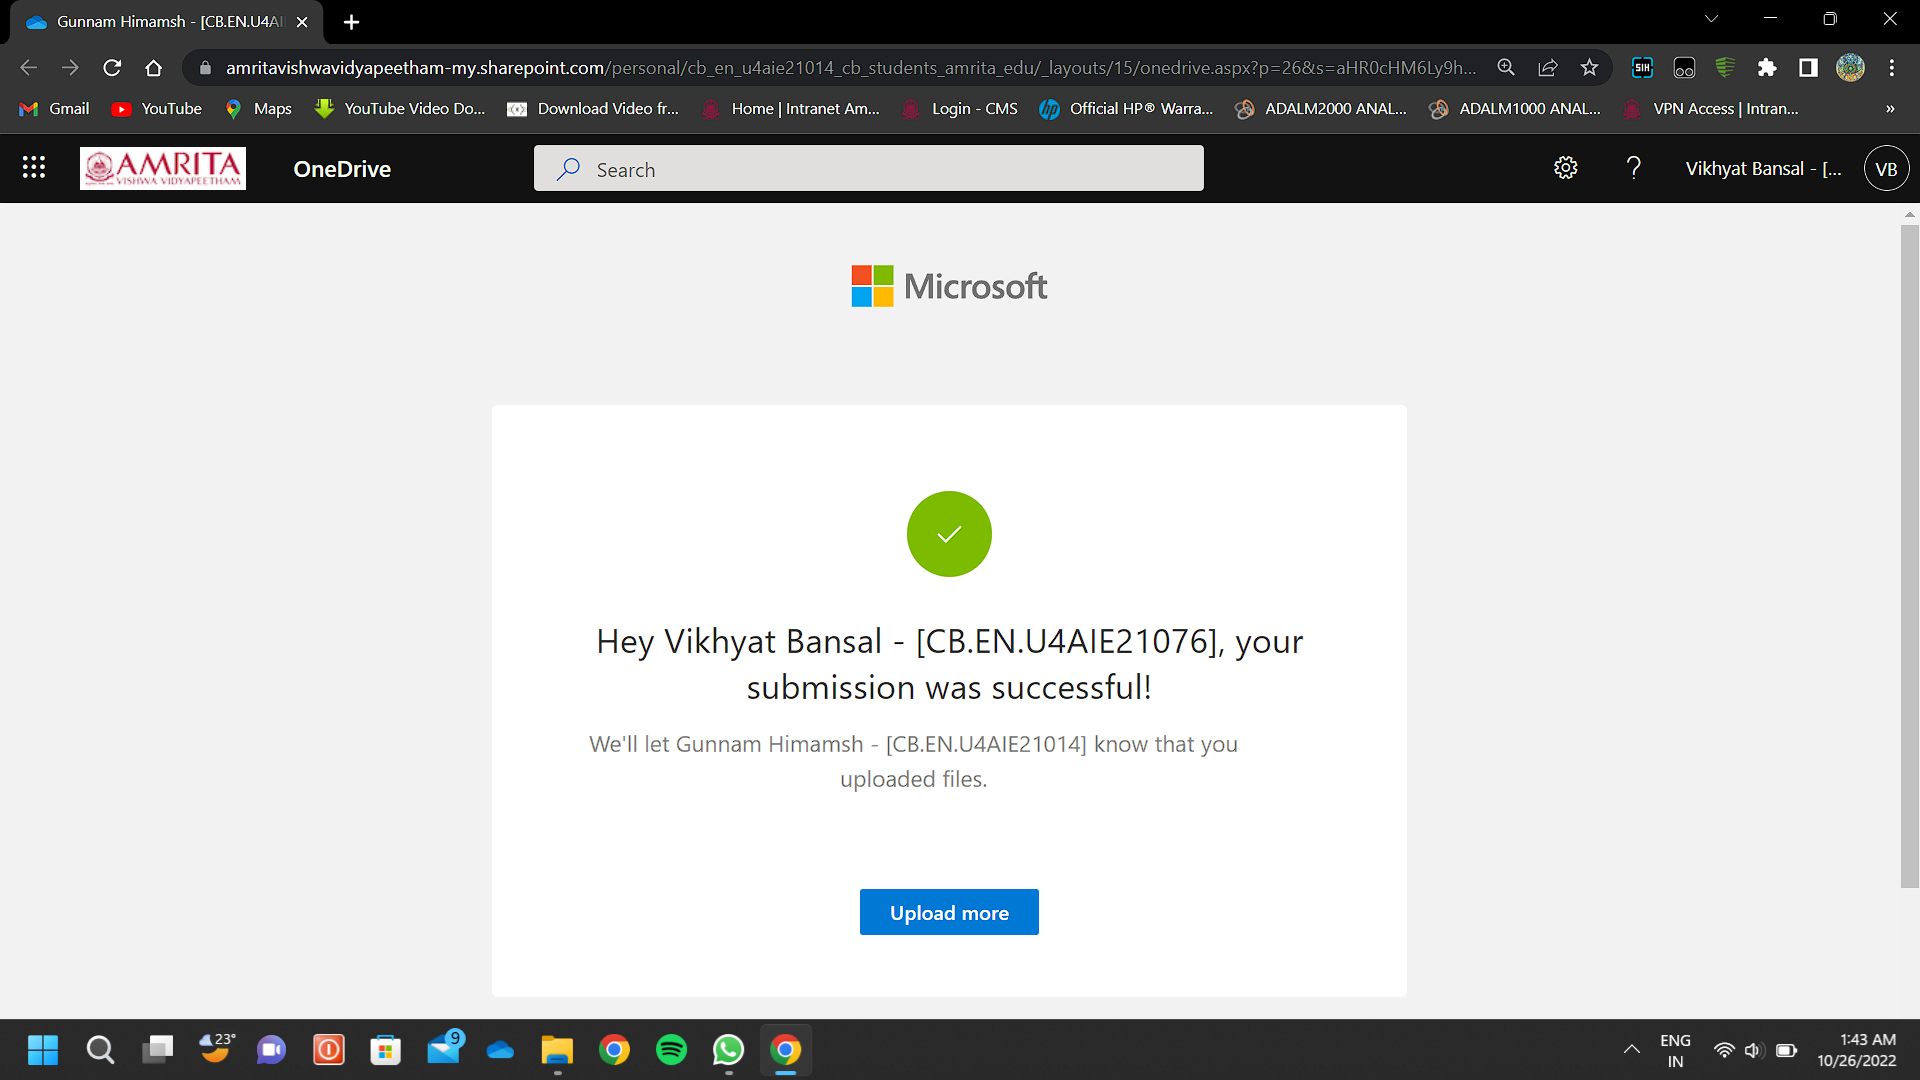 Gunnam Himamsh - [CB.EN.U4AI
amritavishwavidyapeetham-my.sharepoint.com/personal/cb_en_u4aie21014_cb_students_amrita_edu/_layouts/15/onedrive.aspx?p=26&s=aHR0cHM6Ly9h...
SIH
Gmail YouTube Maps YouTube Video Do... Download Video fr... Home | Intranet Am... Login - CMS Official HP® Warra... ADALM2000 ANAL... ADALM1000 ANAL... VPN Access | Intran... »
AMRITA
VISHWA VIDYAPEETHAM
OneDrive
Search
?
Vikhyat Bansal - [...
VB
Microsoft
Hey Vikhyat Bansal - [CB.EN.U4AIE21076], your
submission was successful!
We'll let Gunnam Himamsh - [CB.EN.U4AIE21014] know that you
uploaded files.
Upload more
23°
9
ENG
IN
1:43 AM
10/26/2022